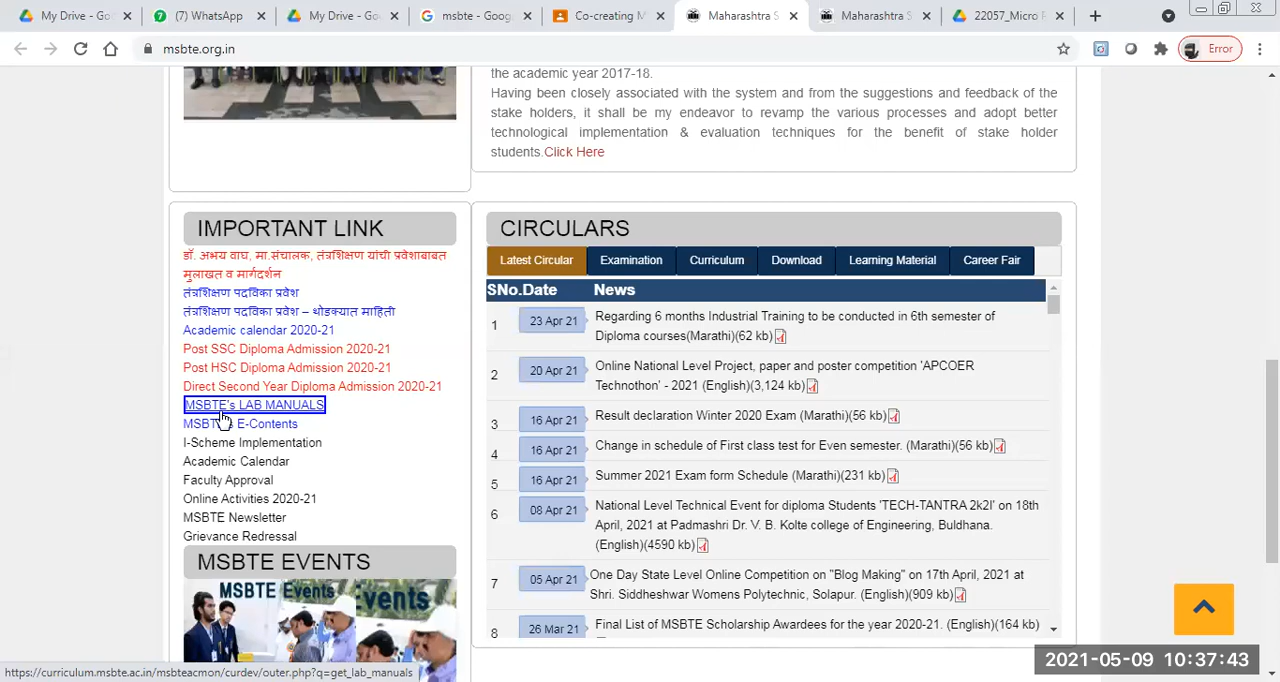 My Drive - Go
(7) WhatsApp
My Drive - Go
msbte - Goog
Co-creating M
Maharashtra S
Maharashtra S
22057_Micro P
msbte.org.in
Error
the academic year 2017-18.
Having been closely associated with the system and from the suggestions and feedback of the
stake holders, it shall be my endeavor to revamp the various processes and adopt better
technological implementation & evaluation techniques for the benefit of stake holder
students.Click Here
IMPORTANT LINK
डॉ. अभय वाघ, मा.संचालक, तंत्रशिक्षण यांची प्रवेशाबाबत
मुलाखत व मार्गदर्शन
तंत्रशिक्षण पदविका प्रवेश
तंत्रशिक्षण पदविका प्रवेश – थोडक्यात माहिती
Academic calendar 2020-21
Post SSC Diploma Admission 2020-21
Post HSC Diploma Admission 2020-21
Direct Second Year Diploma Admission 2020-21
MSBTE's LAB MANUALS
E-Contents
I-Scheme Implementation
Academic Calendar
Faculty Approval
Online Activities 2020-21
MSBTE Newsletter
Grievance Redressal
MSBTE EVENTS
MSBTE Events
Events
CIRCULARS
Latest Circular Examination Curriculum Download Learning Material Career Fair
SNo.Date News
1 23 Apr 21 Regarding 6 months Industrial Training to be conducted in 6th semester of
Diploma courses(Marathi)(62 kb)
2 20 Apr 21 Online National Level Project, paper and poster competition 'APCOER
Technothon' - 2021 (English)(3,124 kb)
3 16 Apr 21 Result declaration Winter 2020 Exam (Marathi)(56 kb)
4 16 Apr 21 Change in schedule of First class test for Even semester. (Marathi)(56 kb)
5 16 Apr 21 Summer 2021 Exam form Schedule (Marathi)(231 kb)
6 08 Apr 21 National Level Technical Event for diploma Students 'TECH-TANTRA 2k2I' on 18th
April, 2021 at Padmashri Dr. V. B. Kolte college of Engineering, Buldhana.
(English)(4590 kb)
7 05 Apr 21 One Day State Level Online Competition on "Blog Making" on 17th April, 2021 at
Shri. Siddheshwar Womens Polytechnic, Solapur. (English)(909 kb)
8 26 Mar 21 Final List of MSBTE Scholarship Awardees for the year 2020-21. (English)(164 kb)
https://curriculum.msbte.ac.in/msbteacmon/curdev/outer.php?q=get_lab_manuals
2021-05-09 10:37:43